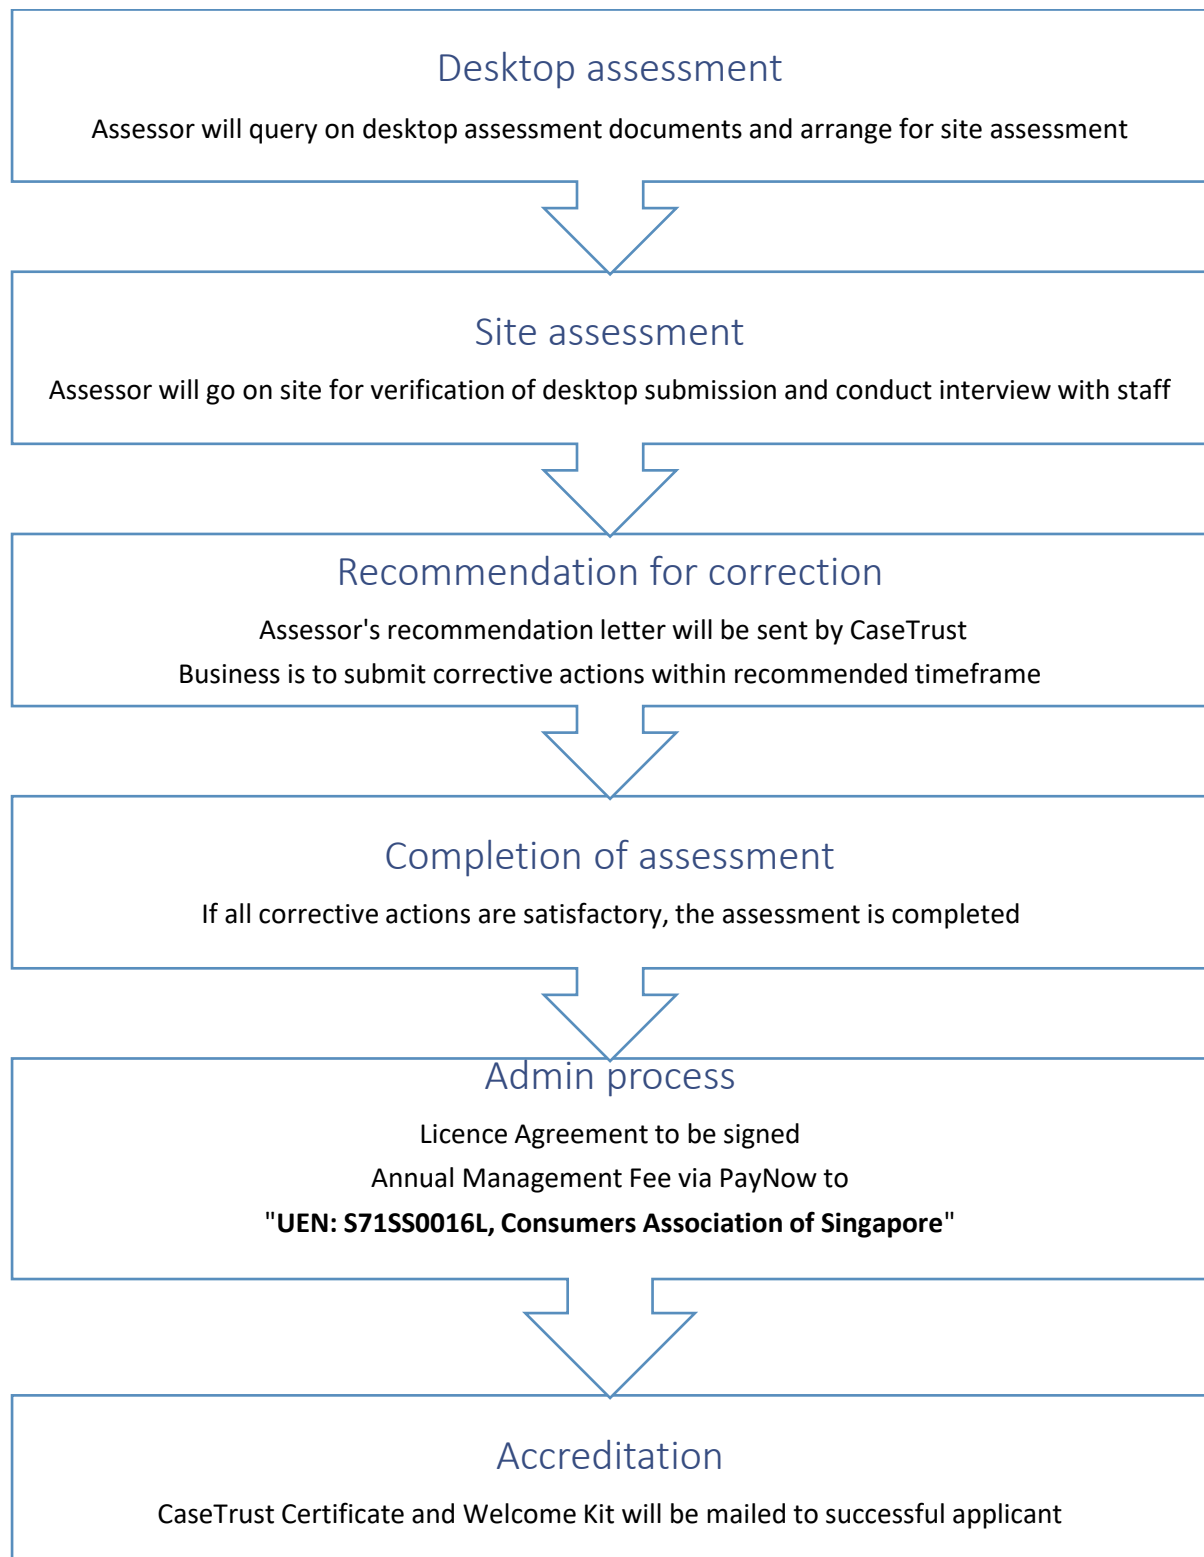 Desktop assessment
Assessor will query on desktop assessment documents and arrange for site assessment
Site assessment
Assessor will go on site for verification of desktop submission and conduct interview with staff
Recommendation for correction
Assessor's recommendation letter will be sent by CaseTrust
Business is to submit corrective actions within recommended timeframe
Completion of assessment
If all corrective actions are satisfactory, the assessment is completed
Admin process
Licence Agreement to be signed
Annual Management Fee via PayNow to
"UEN: S71SS0016L, Consumers Association of Singapore"
Accreditation
CaseTrust Certificate and Welcome Kit will be mailed to successful applicant